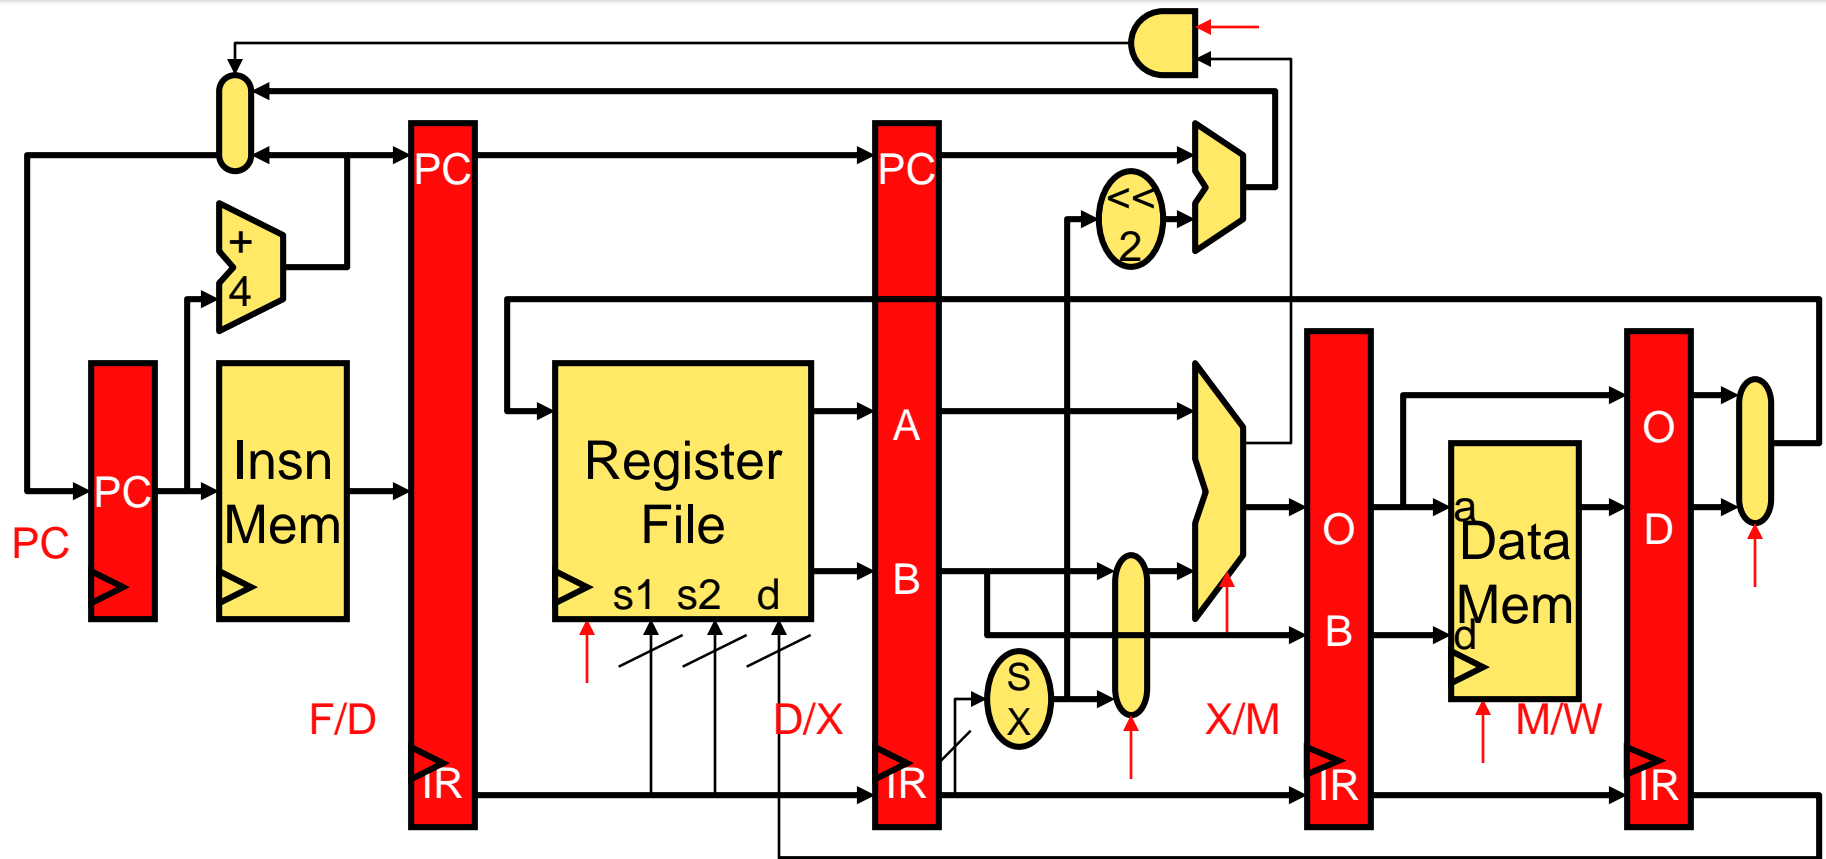 PC
PC
<<
2
+
4
A
O
Insn
Mem
Register
File
PC
a
Data
Mem
d
O
D
PC
B
s1 s2 d
B
S
X
F/D
D/X
X/M
M/W
IR
IR
IR
IR